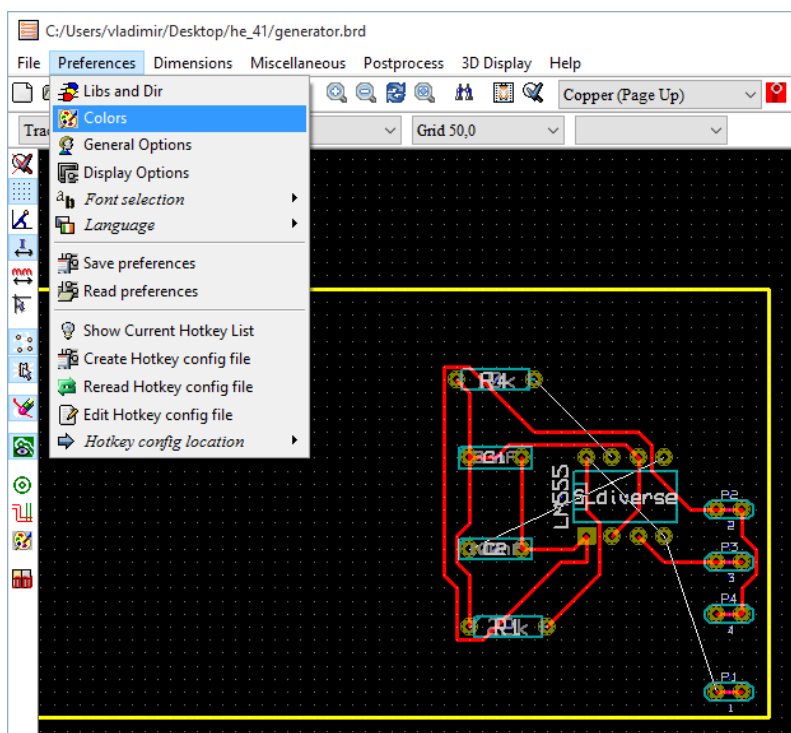 C:/Users/vladimir/Desktop/he_41/generator.brd
File Preferences Dimensions Miscellaneous Postprocess 3D Display Help
Libs and Dir
Copper (Page Up)
Colors
Grid 50,0
General Options
Display Options
Font selection
Language
Save preferences
Read preferences
Show Current Hotkey List
Create Hotkey config file
Reread Hotkey config file
Edit Hotkey config file
Hotkey config location
LM555
SLdiverse
P2
2
P3
3
P4
4
P1
1